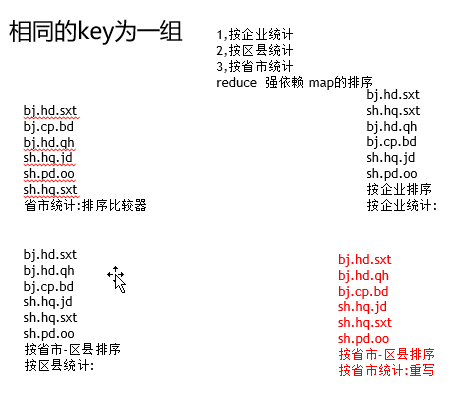 相同的key为一组
1,按企业统计
2,按区县统计
3,按省市统计
reduce 强依赖 map的排序
bj.hd.sxt
bj.cp.bd
bj.hd.qh
sh.hq.jd
sh.pd.oo
sh.hq.sxt
省市统计:排序比较器
bj.hd.sxt
sh.hq.sxt
bj.hd.qh
bj.cp.bd
sh.hq.jd
sh.pd.oo
按企业排序
按企业统计:
bj.hd.sxt
bj.hd.qh
bj.cp.bd
sh.hq.jd
sh.hq.sxt
sh.pd.oo
按省市-区县排序
按区县统计:
bj.hd.sxt
bj.hd.qh
bj.cp.bd
sh.hq.jd
sh.hq.sxt
sh.pd.oo
按省市-区县排序
按省市统计:重写